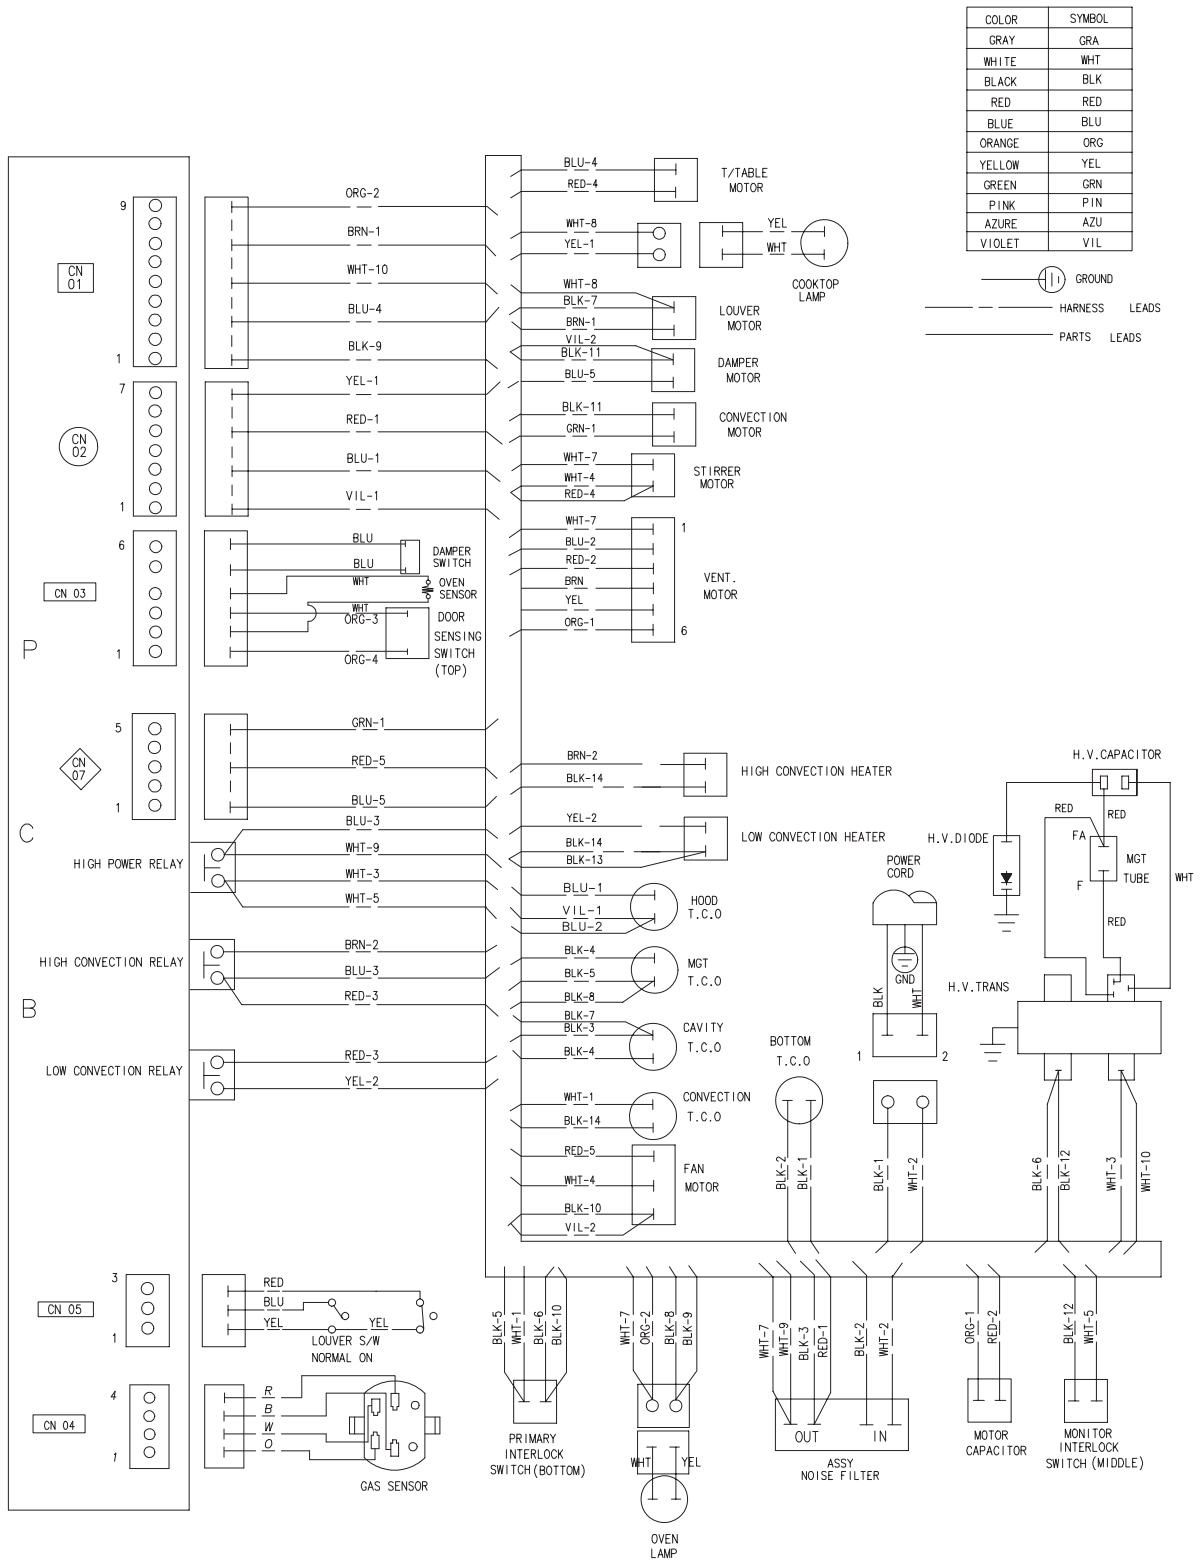 COLOR SYMBOL
GRAY GRA
WHITE WHT
BLACK BLK
RED RED
BLUE BLU
ORANGE ORG
YELLOW YEL
GREEN GRN
PINK PIN
AZURE AZU
VIOLET VIL
GROUND
HARNESS LEADS
PARTS LEADS
P
C
B
CN
01
9
1
ORG-2
BRN-1
WHT-10
BLU-4
BLK-9
CN
02
7
1
YEL-1
RED-1
BLU-1
VIL-1
CN 03
6
1
BLU
BLU
WHT
WHT
ORG-3
ORG-4
DAMPER
SWITCH
OVEN
SENSOR
DOOR
SENSING
SWITCH
(TOP)
CN
07
5
1
GRN-1
RED-5
BLU-5
HIGH POWER RELAY
BLU-3
WHT-9
WHT-3
WHT-5
HIGH CONVECTION RELAY
BRN-2
BLU-3
RED-3
LOW CONVECTION RELAY
RED-3
YEL-2
CN 05
3
1
RED
BLU
YEL
YEL
LOUVER S/W
NORMAL ON
CN 04
4
1
R
B
W
O
GAS SENSOR
BLU-4
RED-4
T/TABLE
MOTOR
WHT-8
YEL-1
YEL
WHT
COOKTOP
LAMP
WHT-8
BLK-7
BRN-1
LOUVER
MOTOR
VIL-2
BLK-11
BLU-5
DAMPER
MOTOR
BLK-11
GRN-1
CONVECTION
MOTOR
WHT-7
WHT-4
RED-4
STIRRER
MOTOR
WHT-7
BLU-2
RED-2
BRN
YEL
ORG-1
1
6
VENT.
MOTOR
BRN-2
BLK-14
HIGH CONVECTION HEATER
YEL-2
BLK-14
BLK-13
LOW CONVECTION HEATER
BLU-1
VIL-1
BLU-2
HOOD
T.C.O
BLK-4
BLK-5
BLK-8
MGT
T.C.O
BLK-7
BLK-3
BLK-4
CAVITY
T.C.O
WHT-1
BLK-14
CONVECTION
T.C.O
RED-5
WHT-4
BLK-10
VIL-2
FAN
MOTOR
BOTTOM
T.C.O
BLK-2
BLK-1
POWER
CORD
GND
BLK
WHT
1
2
BLK-1
WHT-2
H.V.CAPACITOR
RED
RED
H.V.DIODE
FA
F
MGT
TUBE
WHT
RED
H.V.TRANS
BLK-6
BLK-12
WHT-3
WHT-10
BLK-5
WHT-1
BLK-6
BLK-10
PRIMARY
INTERLOCK
SWITCH(BOTTOM)
WHT-7
ORG-2
BLK-8
BLK-9
WHT
YEL
OVEN
LAMP
WHT-7
WHT-9
BLK-3
RED-1
BLK-2
WHT-2
OUT
IN
ASSY
NOISE FILTER
ORG-1
RED-2
MOTOR
CAPACITOR
BLK-12
WHT-5
MONITOR
INTERLOCK
SWITCH(MIDDLE)